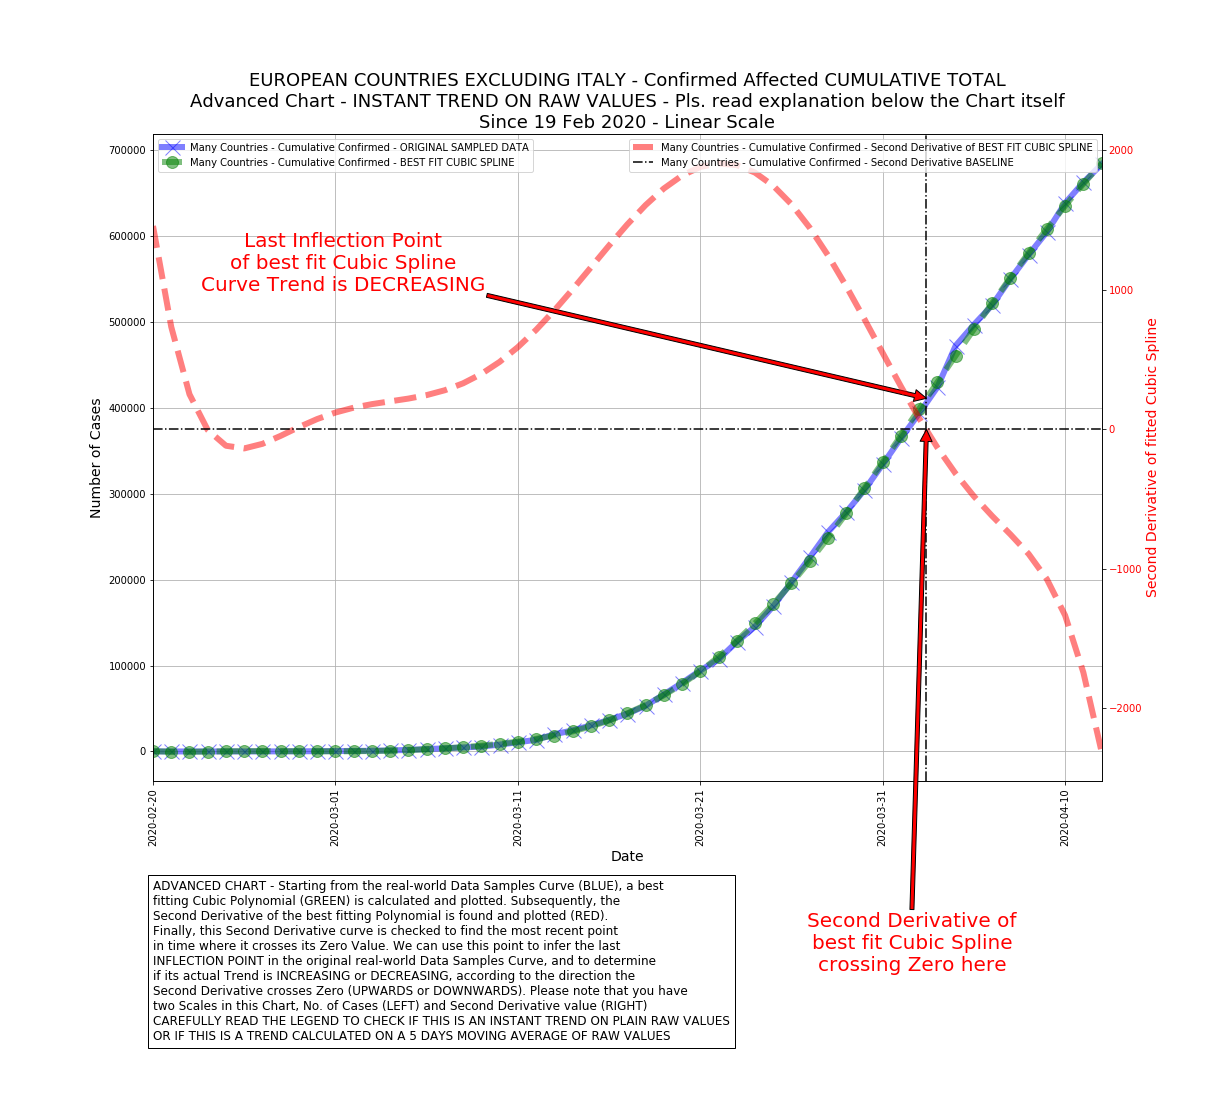 EUROPEAN COUNTRIES EXCLUDING ITALY - Confirmed Affected CUMULATIVE TOTAL
Advanced Chart - INSTANT TREND ON RAW VALUES - Pls. read explanation below the Chart itself
Since 19 Feb 2020 - Linear Scale
Many Countries - Cumulative Confirmed - ORIGINAL SAMPLED DATA
Many Countries - Cumulative Confirmed - BEST FIT CUBIC SPLINE
Many Countries - Cumulative Confirmed - Second Derivative of BEST FIT CUBIC SPLINE
Many Countries - Cumulative Confirmed - Second Derivative BASELINE
Last Inflection Point
of best fit Cubic Spline
Curve Trend is DECREASING
Number of Cases
700000
600000
500000
400000
300000
200000
100000
0
2000
1000
0
−1000
−2000
Second Derivative of fitted Cubic Spline
2020-02-20
2020-03-01
2020-03-11
2020-03-21
2020-03-31
2020-04-10
Date
ADVANCED CHART - Starting from the real-world Data Samples Curve (BLUE), a best
fitting Cubic Polynomial (GREEN) is calculated and plotted. Subsequently, the
Second Derivative of the best fitting Polynomial is found and plotted (RED).
Finally, this Second Derivative curve is checked to find the most recent point
in time where it crosses its Zero Value. We can use this point to infer the last
INFLECTION POINT in the original real-world Data Samples Curve, and to determine
if its actual Trend is INCREASING or DECREASING, according to the direction the
Second Derivative crosses Zero (UPWARDS or DOWNWARDS). Please note that you have
two Scales in this Chart, No. of Cases (LEFT) and Second Derivative value (RIGHT)
CAREFULLY READ THE LEGEND TO CHECK IF THIS IS AN INSTANT TREND ON PLAIN RAW VALUES
OR IF THIS IS A TREND CALCULATED ON A 5 DAYS MOVING AVERAGE OF RAW VALUES
Second Derivative of
best fit Cubic Spline
crossing Zero here